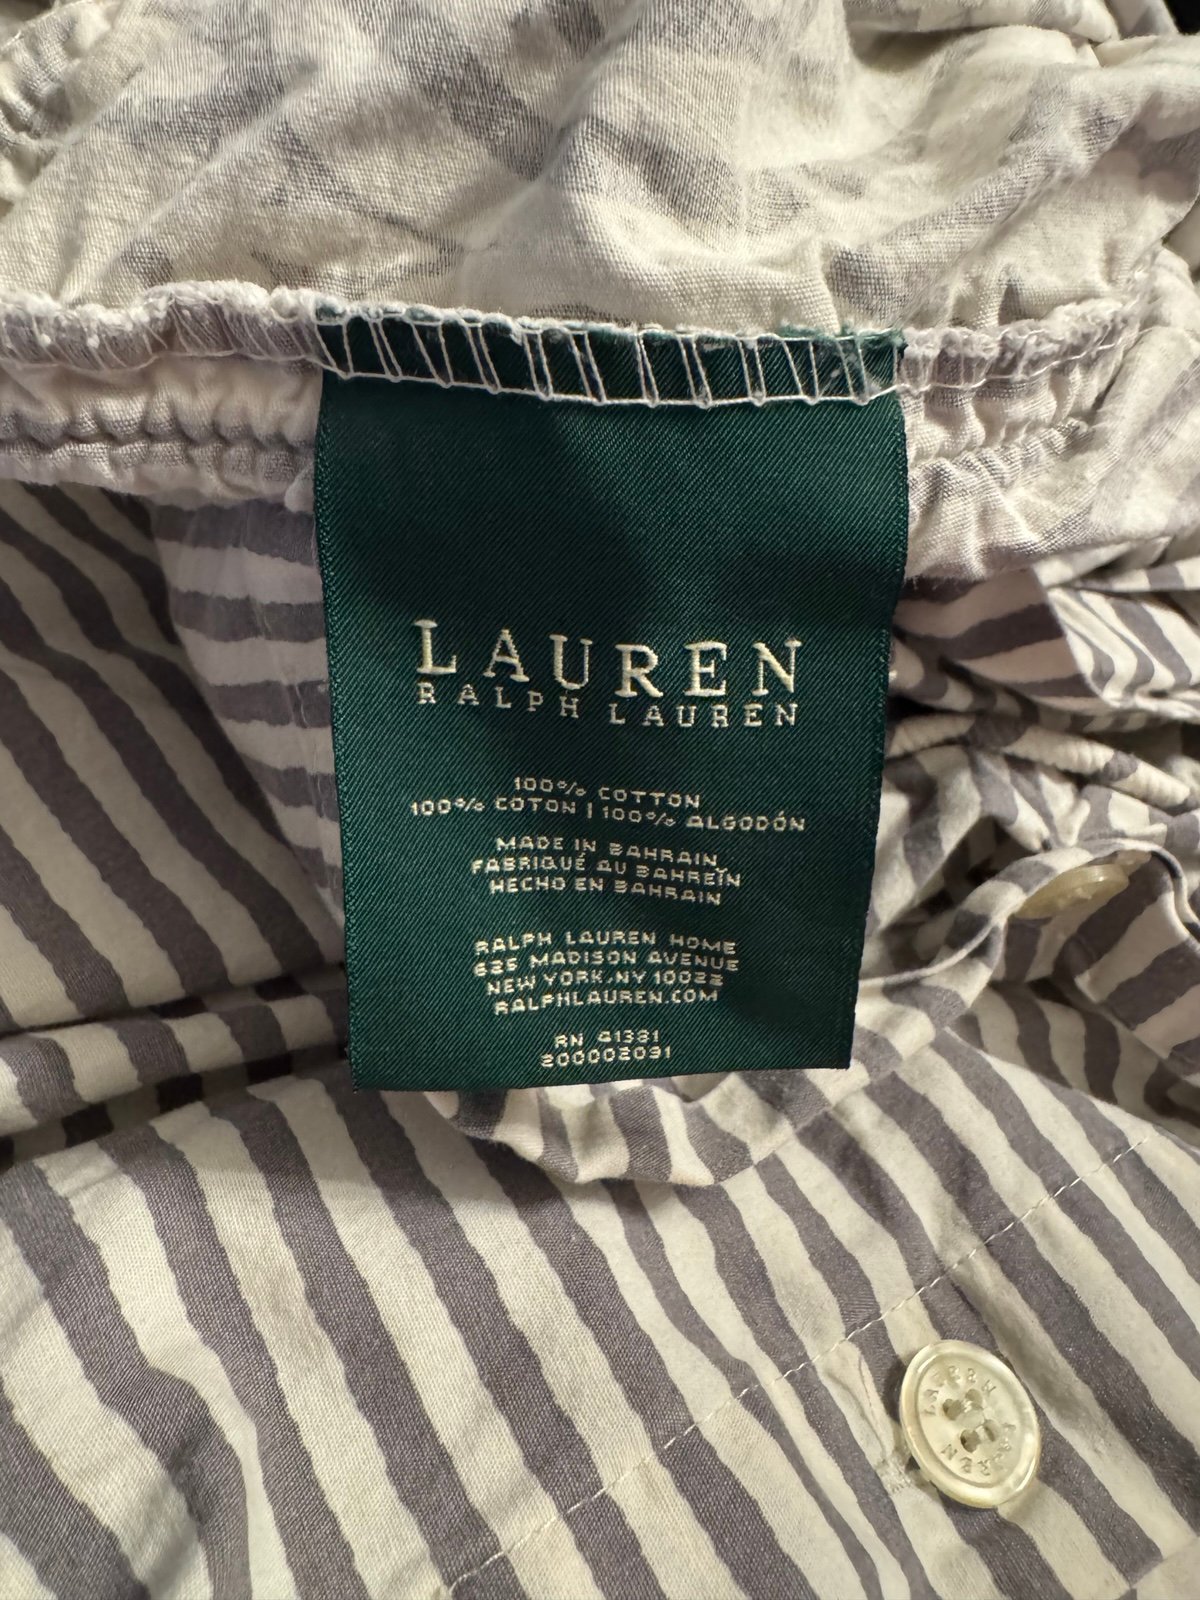 LAUREN
RALPH LAUREN
100% COTTON
100% COTON | 100% ALGODÓN
MADE IN BAHRAIN
FABRIQUÉ AU BAHREÏN
HECHO EN BAHRAIN
RALPH LAUREN HOME
625 MADISON AVENUE
NEW YORK, NY 10022
RALPHLAUREN.COM
RN 41381
200002091
LAUREN
LAUREN